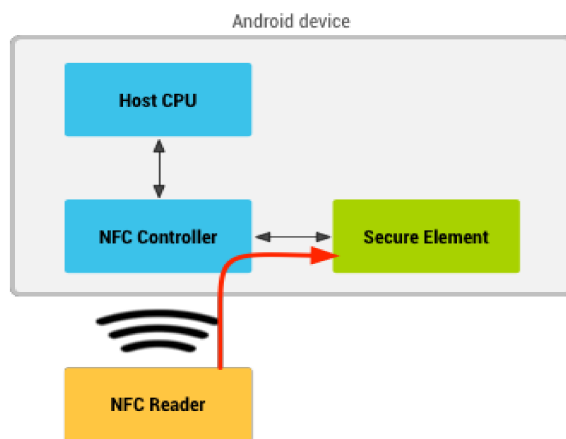 Android device
Host CPU
NFC Controller
Secure Element
NFC Reader